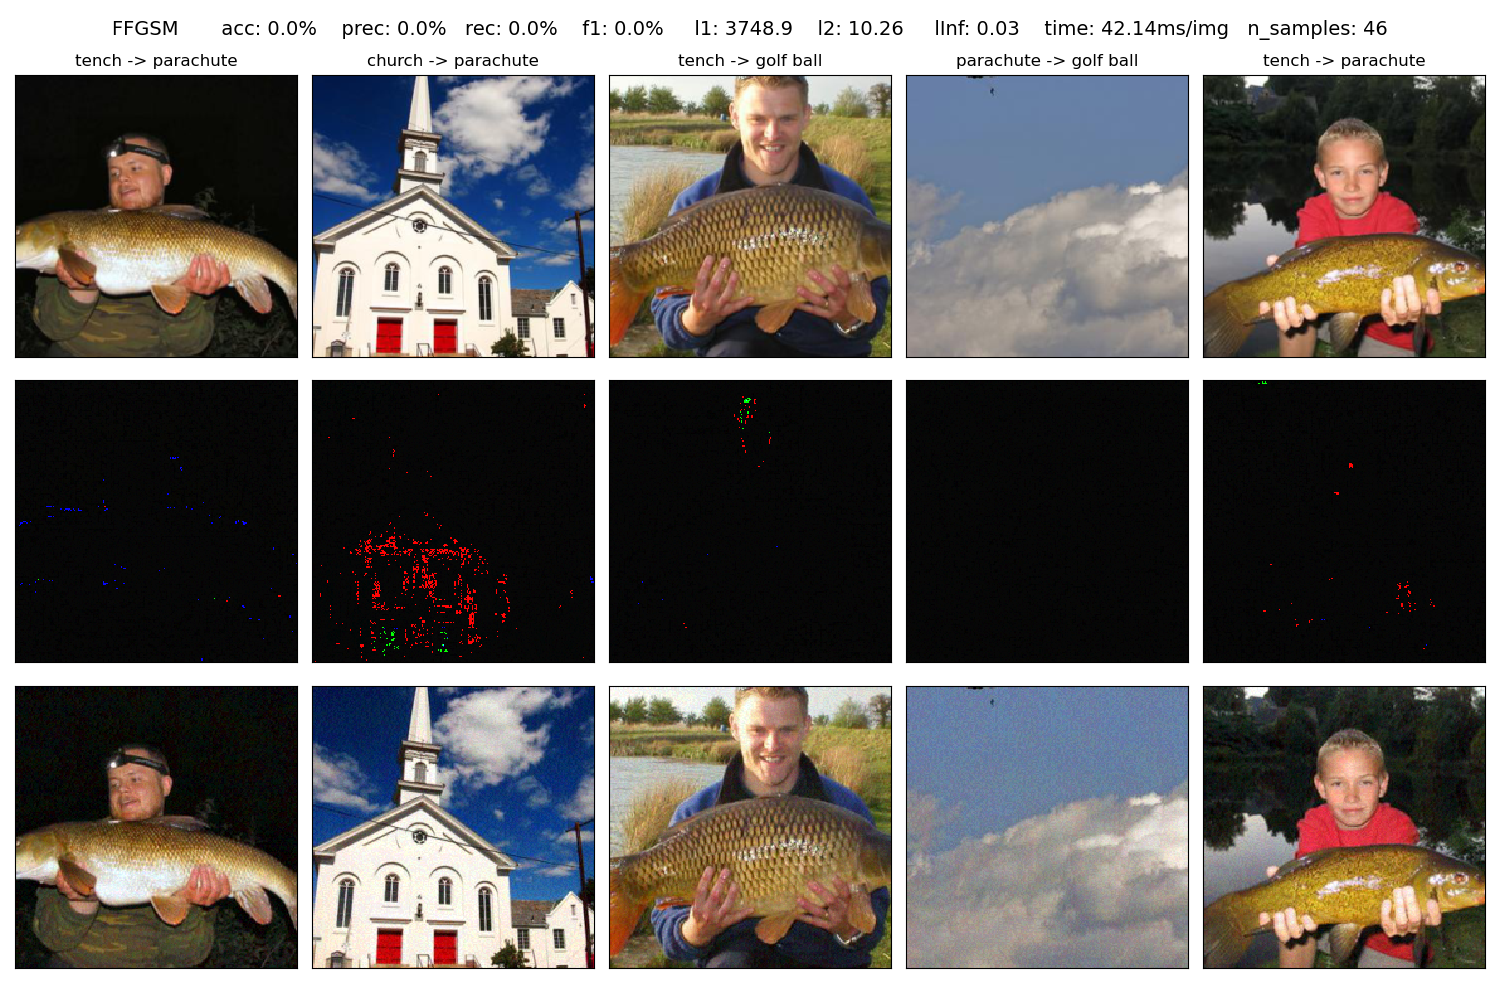 FFGSM acc: 0.0% prec: 0.0% rec: 0.0% f1: 0.0% l1: 3748.9 l2: 10.26 lInf: 0.03 time: 42.14ms/img n_samples: 46
tench -> parachute church -> parachute tench -> golf ball parachute -> golf ball tench -> parachute